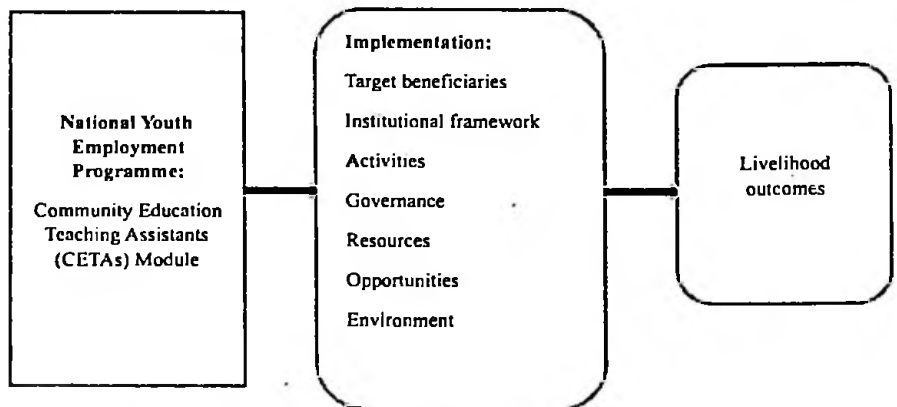 National Youth
Employment
Programme:
Community Education
Teaching Assistants
(CETAs) Module
Implementation:
Target beneficiaries
Institutional framework
Activities
Governance
Resources
Opportunities
Environment
Livelihood
outcomes